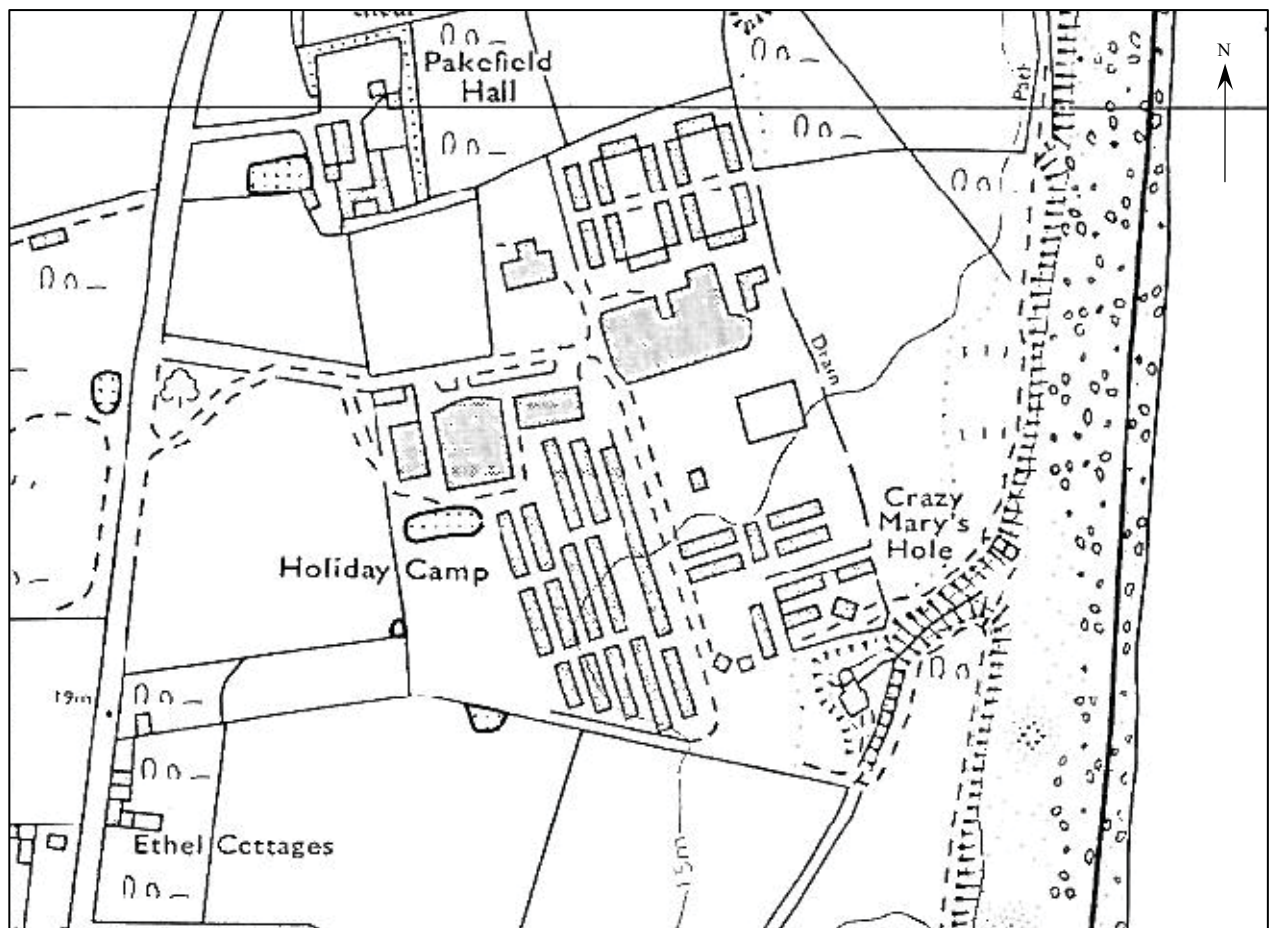 N
Pakefield
Hall
Path
Drain
Crazy
Mary's
Hole
Holiday Camp
19m
15m
Ethel Cottages